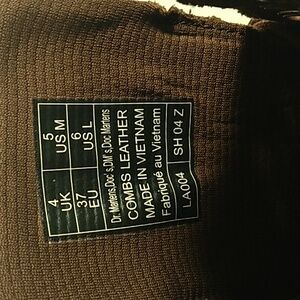 4 5
UK US M
37 6
EU US L
Dr. Martens,Doc' s,DM' s,Doc Martens
COMBS LEATHER
MADE IN VIETNAM
Fabriqué au Vietnam
LA004 SH 04 Z